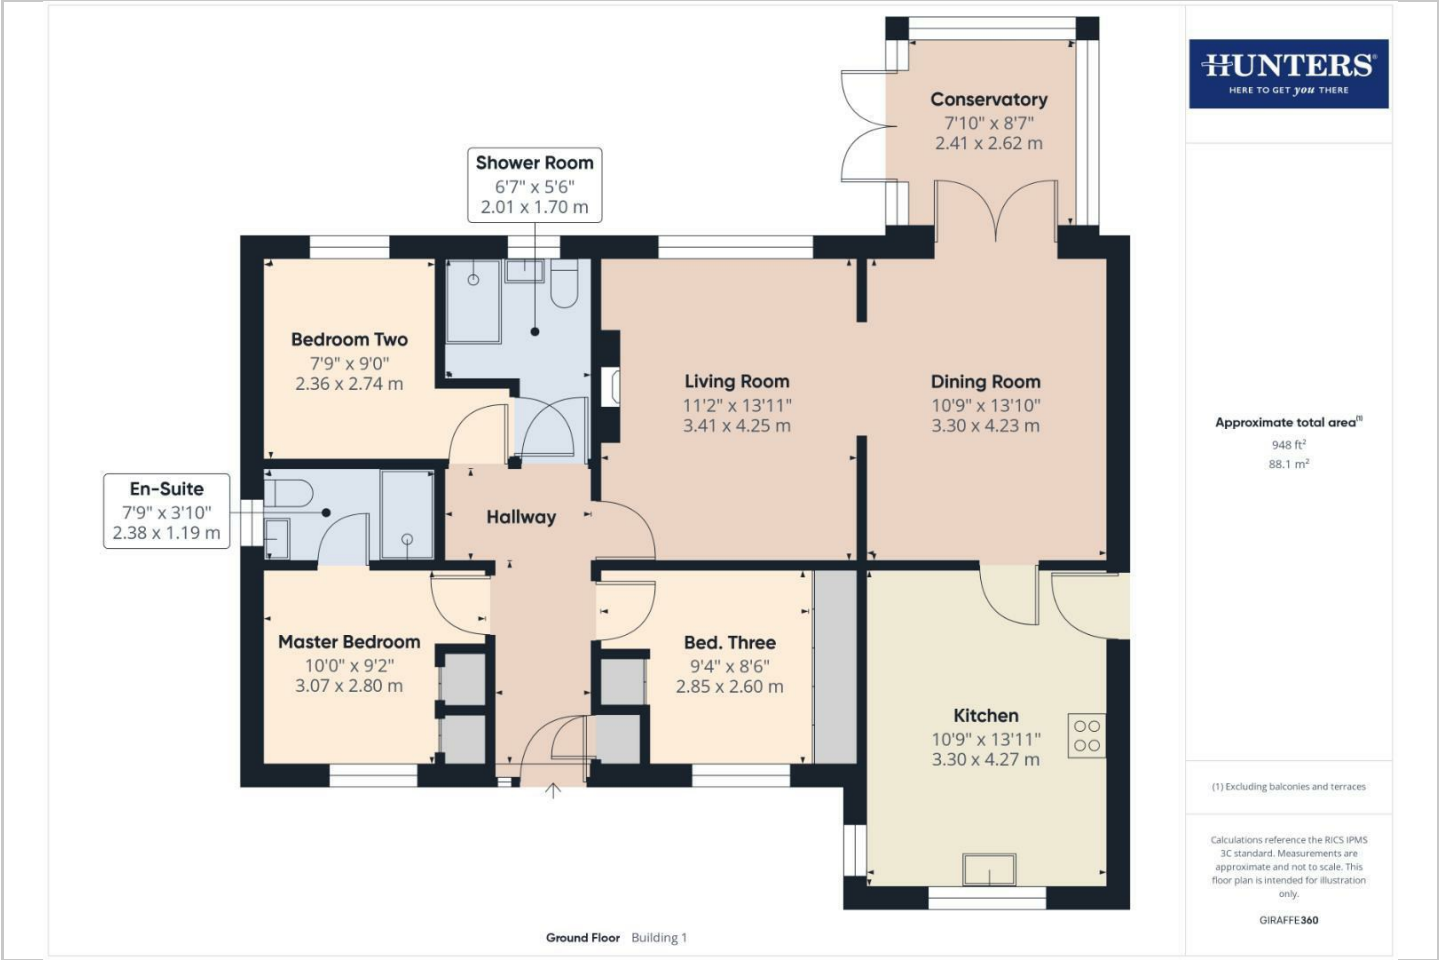 HUNTERS®
HERE TO GET you THERE
Conservatory
7'10" x 8'7"
2.41 x 2.62 m
Shower Room
6'7" x 5'6"
2.01 x 1.70 m
Bedroom Two
7'9" x 9'0"
2.36 x 2.74 m
Living Room
11'2" x 13'11"
3.41 x 4.25 m
Dining Room
10'9" x 13'10"
3.30 x 4.23 m
En-Suite
7'9" x 3'10"
2.38 x 1.19 m
Hallway
Master Bedroom
10'0" x 9'2"
3.07 x 2.80 m
Bed. Three
9'4" x 8'6"
2.85 x 2.60 m
Kitchen
10'9" x 13'11"
3.30 x 4.27 m
Ground Floor Building 1
Approximate total area(1)
948 ft²
88.1 m²
(1) Excluding balconies and terraces
Calculations reference the RICS IPMS
3C standard. Measurements are
approximate and not to scale. This
floor plan is intended for illustration
only.
GIRAFFE360